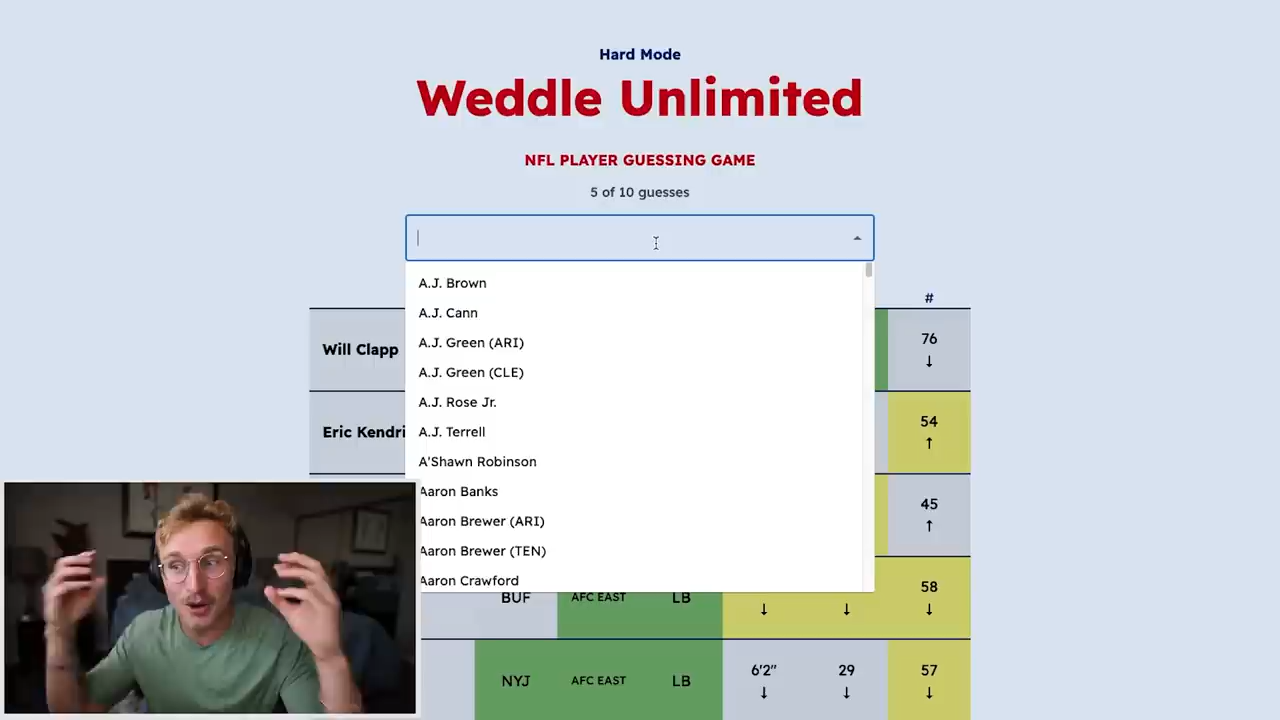 Hard Mode
Weddle Unlimited
NFL PLAYER GUESSING GAME
5 of 10 guesses
A.J. Brown
A.J. Cann
A.J. Green (ARI)
A.J. Green (CLE)
A.J. Rose Jr.
A.J. Terrell
A'Shawn Robinson
Aaron Banks
Aaron Brewer (ARI)
Aaron Brewer (TEN)
Aaron Crawford
#
Will Clapp 76
↓
Eric Kendri 54
↑
45
↑
BUF AFC EAST LB 58
↓ ↓ ↓
NYJ AFC EAST LB 6'2" 29 57
↓ ↓ ↓